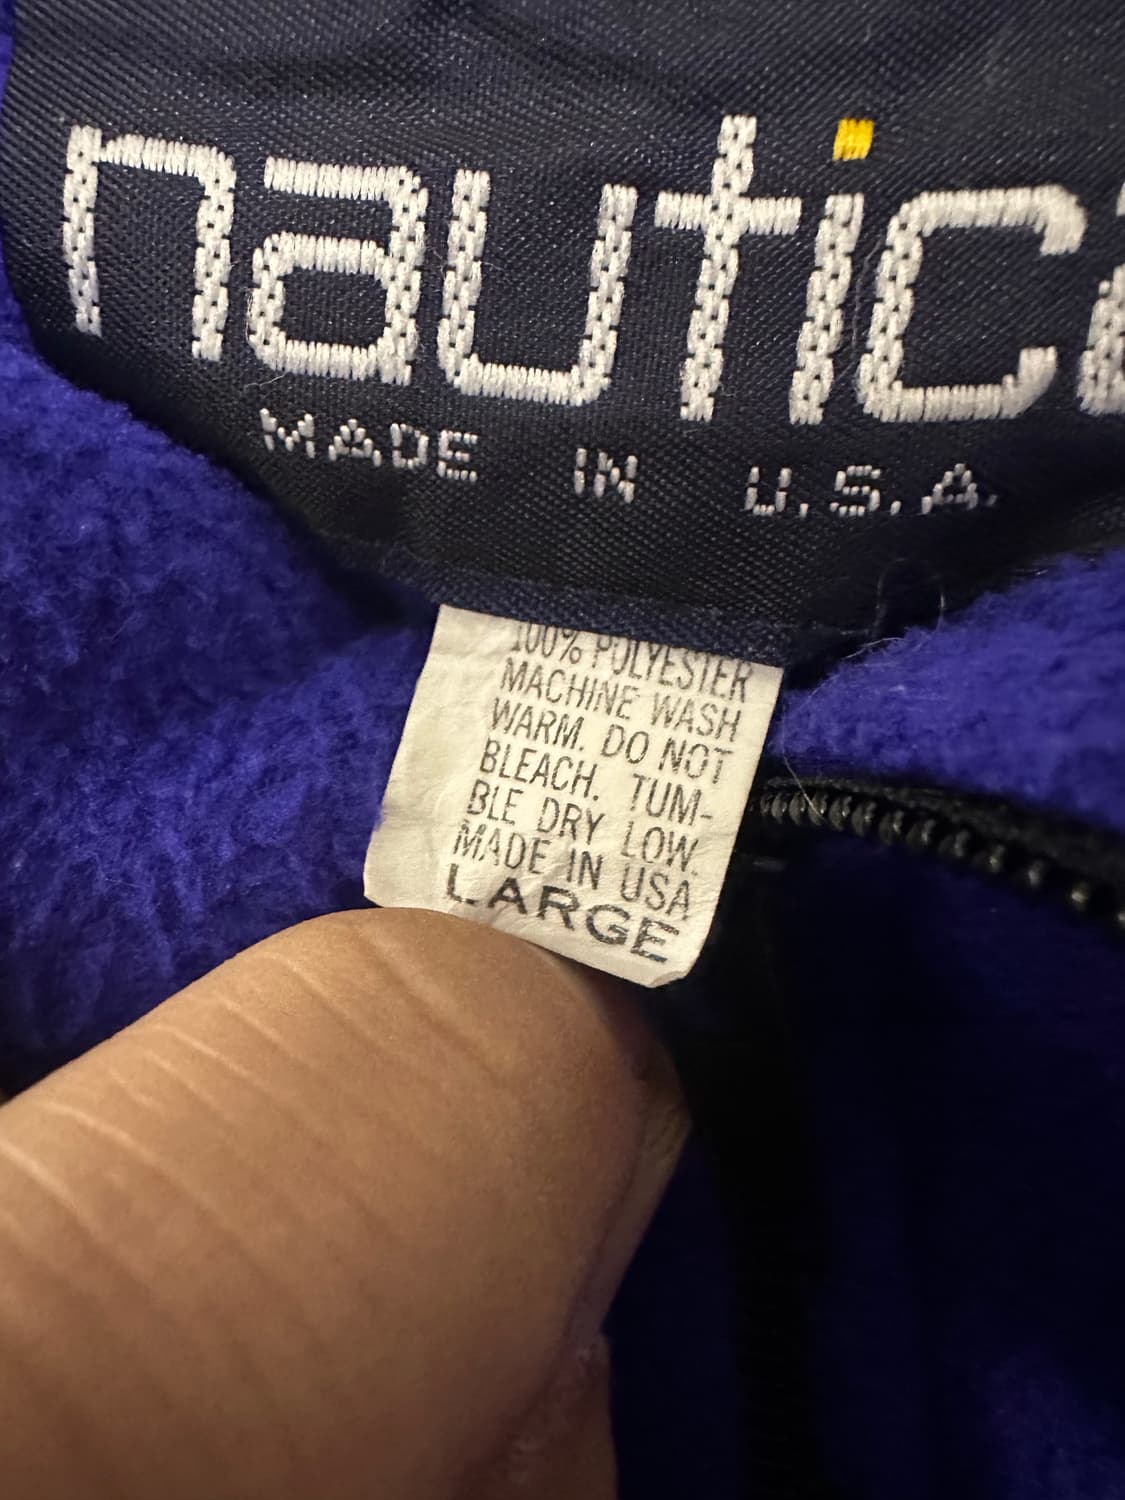 nautica
MADE IN U.S.A.
100% POLYESTER
MACHINE WASH
WARM. DO NOT
BLEACH. TUM-
BLE DRY LOW.
MADE IN USA
LARGE